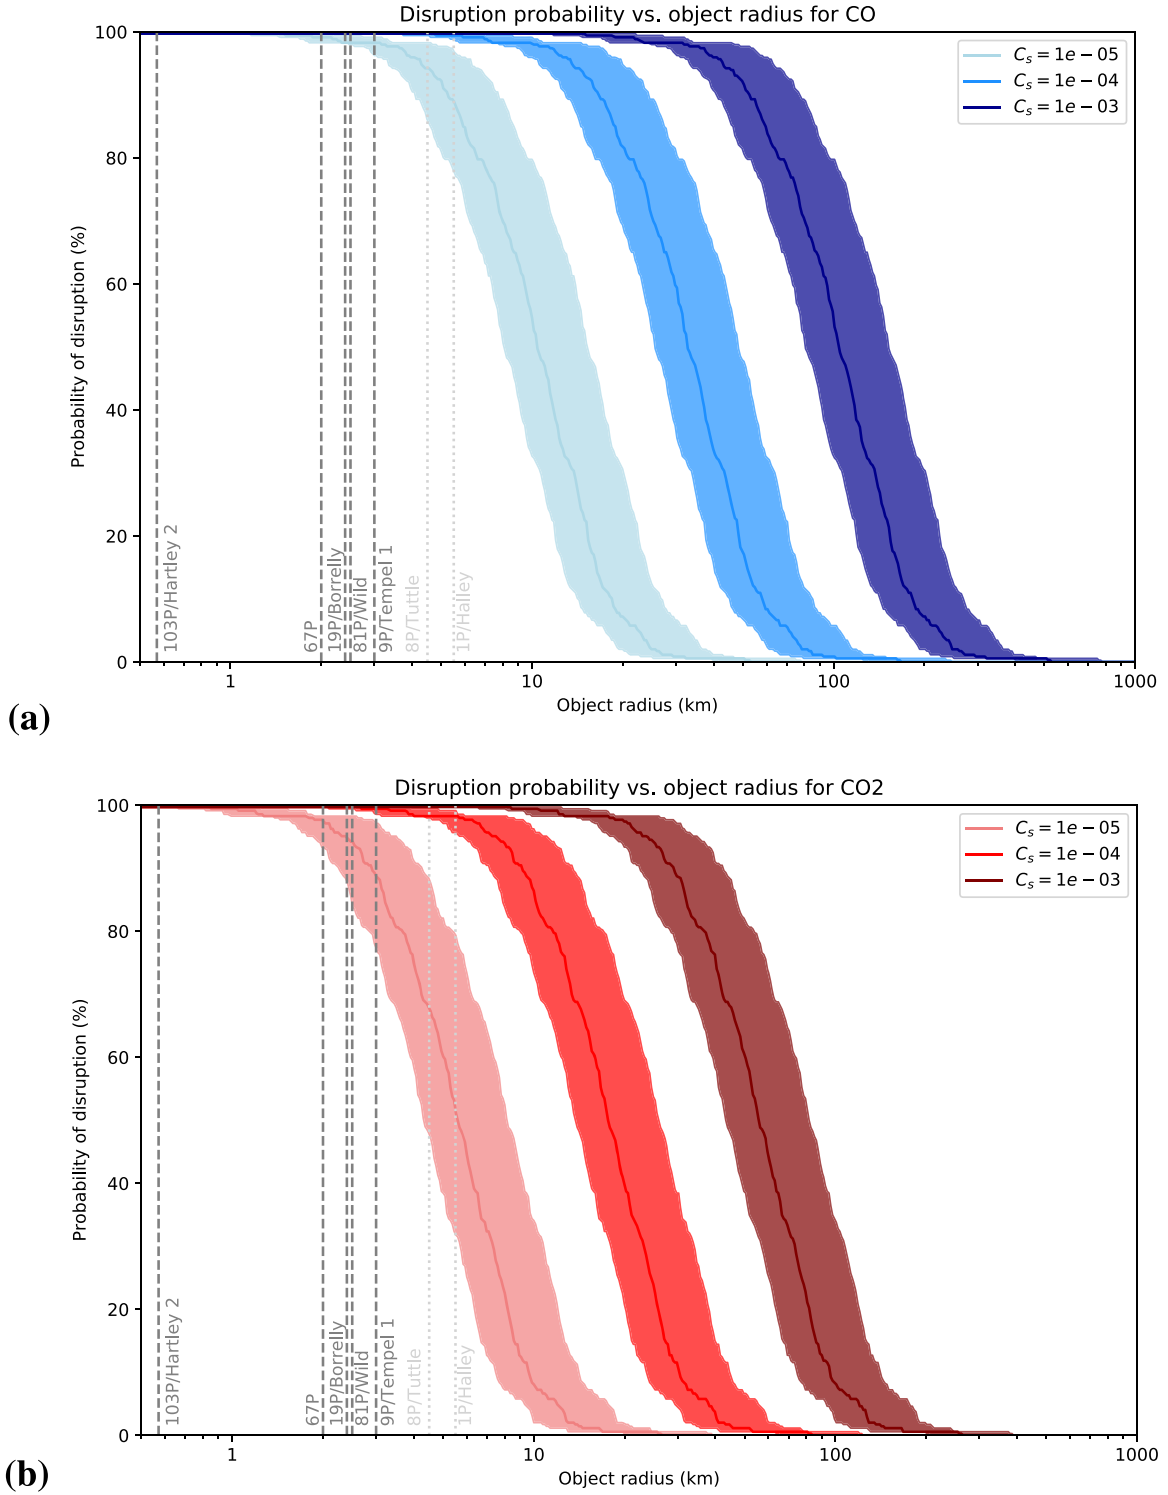 Disruption probability vs. object radius for CO
100
80
60
40
20
0
Probability of disruption (%)
C_s = 1e − 05
C_s = 1e − 04
C_s = 1e − 03
103P/Hartley 2
67P
19P/Borrelly
81P/Wild
9P/Tempel 1
8P/Tuttle
1P/Halley
1 10 100 1000
Object radius (km)
(a)
Disruption probability vs. object radius for CO2
100
80
60
40
20
0
Probability of disruption (%)
C_s = 1e − 05
C_s = 1e − 04
C_s = 1e − 03
103P/Hartley 2
67P
19P/Borrelly
81P/Wild
9P/Tempel 1
8P/Tuttle
1P/Halley
1 10 100 1000
Object radius (km)
(b)